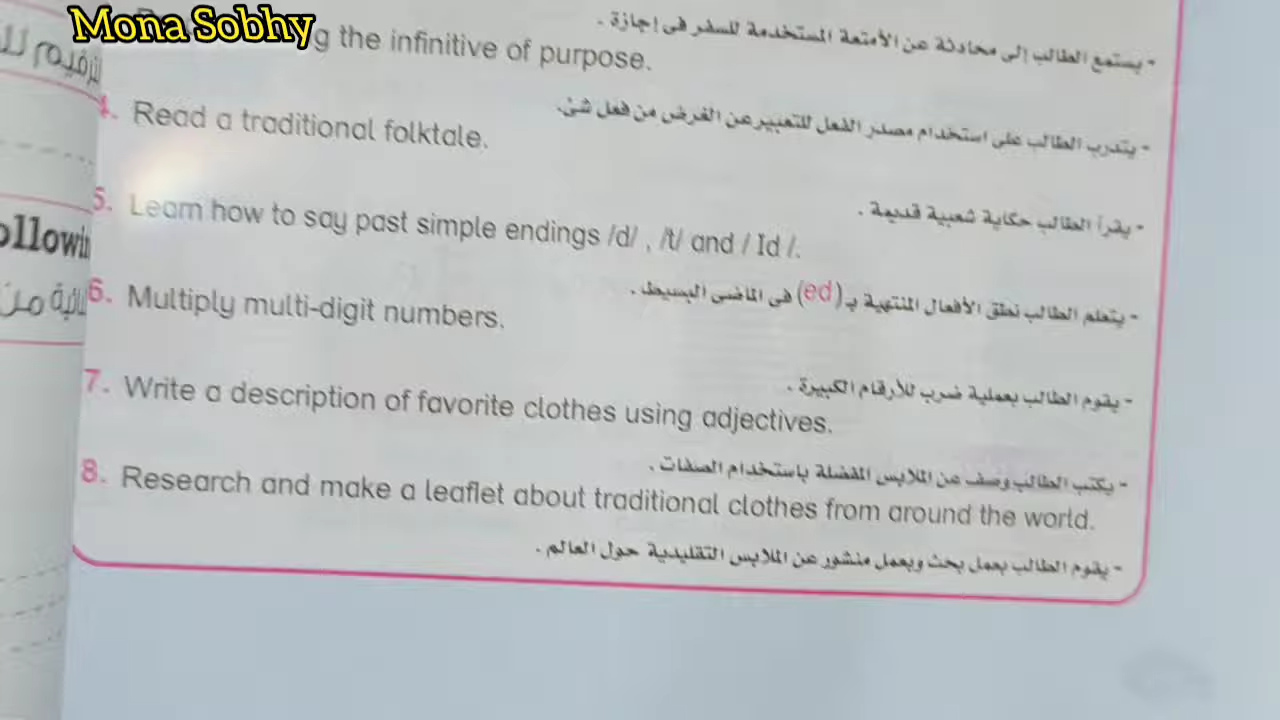 Mona Sobhy
- يستمع الطالب إلى محادثة عن الأمتعة المستخدمة للسفر فى إجازة .
the infinitive of purpose.
- يتدرب الطالب على استخدام مصدر الفعل للتعبير عن الغرض من فعل شئ.
4. Read a traditional folktale.
- يقرأ الطالب حكاية شعبية قديمة .
5. Learn how to say past simple endings /d/ , /t/ and / Id /.
- يتعلم الطالب نطق الأفعال المنتهية بـ (ed) فى الماضى البسيط .
6. Multiply multi-digit numbers.
- يقوم الطالب بعملية ضرب للأرقام الكبيرة .
7. Write a description of favorite clothes using adjectives.
- يكتب الطالب وصف عن الملابس المفضلة باستخدام الصفات .
8. Research and make a leaflet about traditional clothes from around the world.
- يقوم الطالب بعمل بحث ويعمل منشور عن الملابس التقليدية حول العالم .